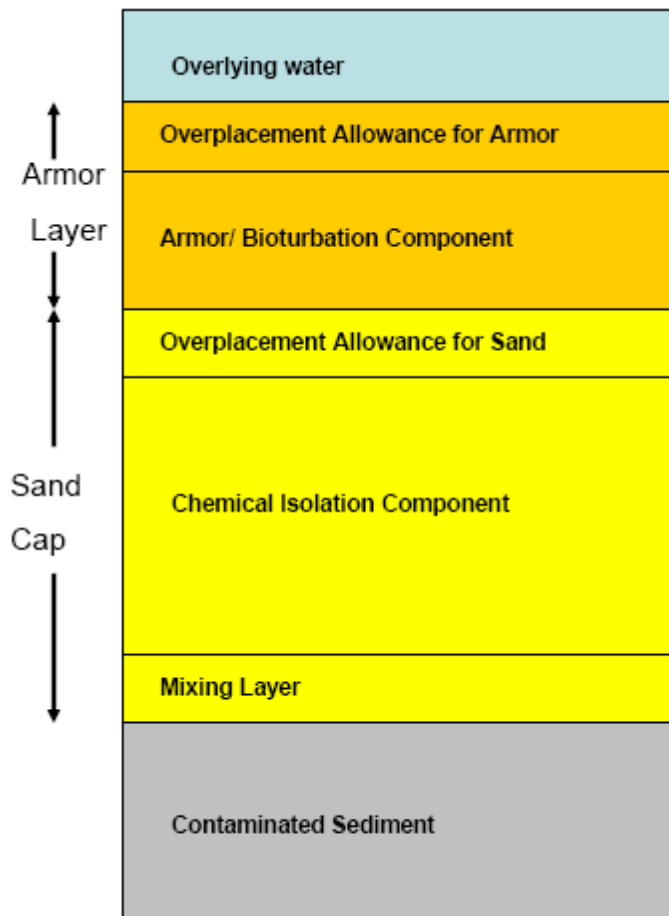 Overlying water
Overplacement Allowance for Armor
Armor
Layer
Armor/ Bioturbation Component
Overplacement Allowance for Sand
Sand
Cap
Chemical Isolation Component
Mixing Layer
Contaminated Sediment